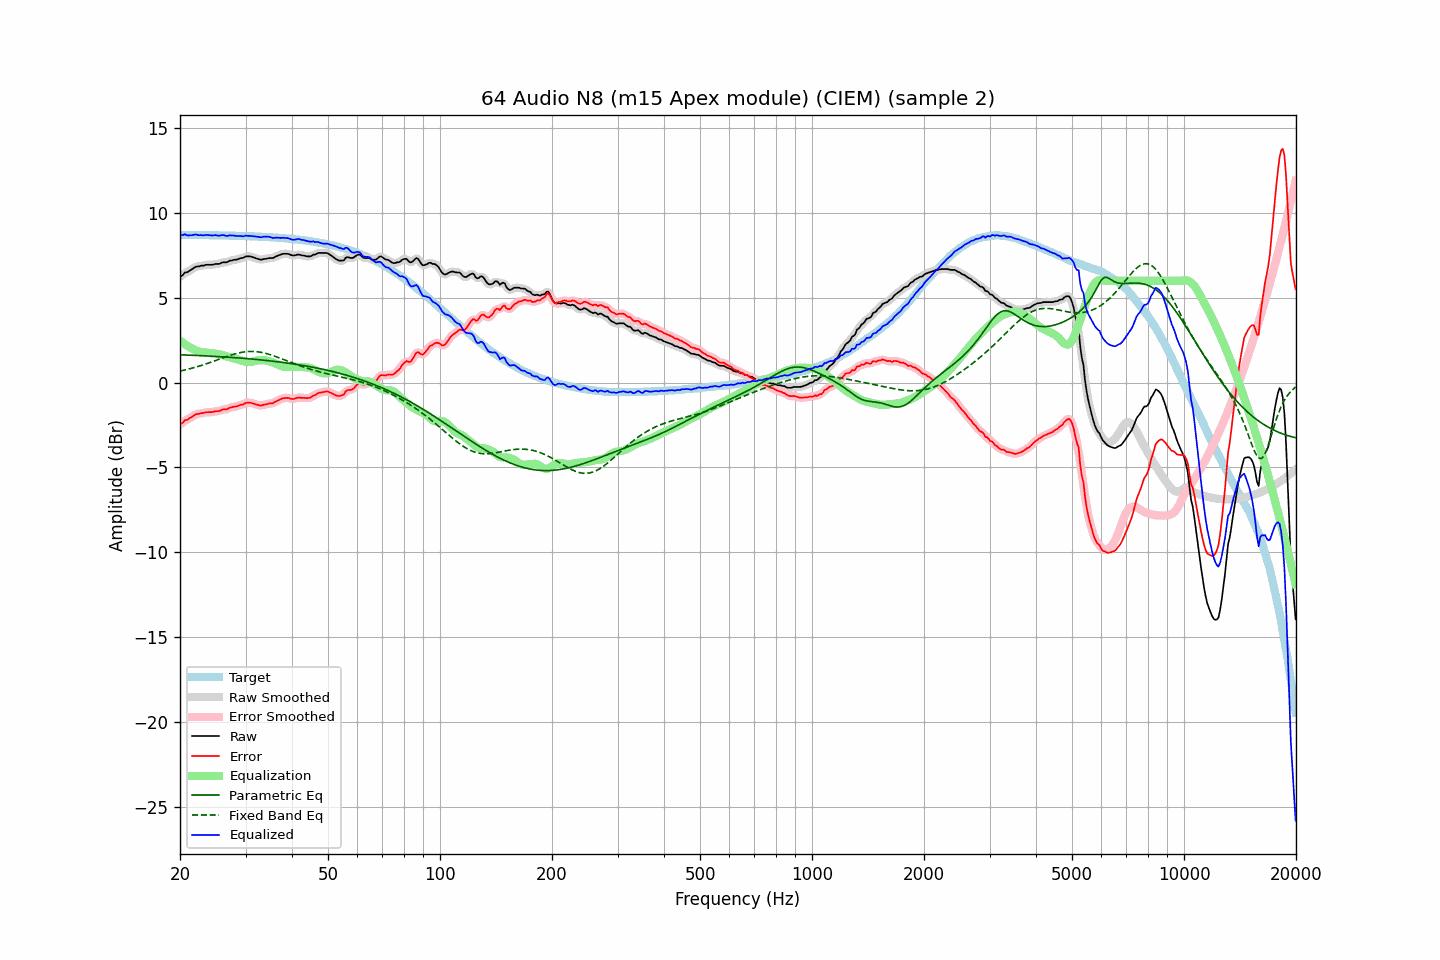 64 Audio N8 (m15 Apex module) (CIEM) (sample 2)
15
10
5
0
−5
−10
−15
−20
−25
Amplitude (dBr)
Target
Raw Smoothed
Error Smoothed
Raw
Error
Equalization
Parametric Eq
Fixed Band Eq
Equalized
20 50 100 200 500 1000 2000 5000 10000 20000
Frequency (Hz)